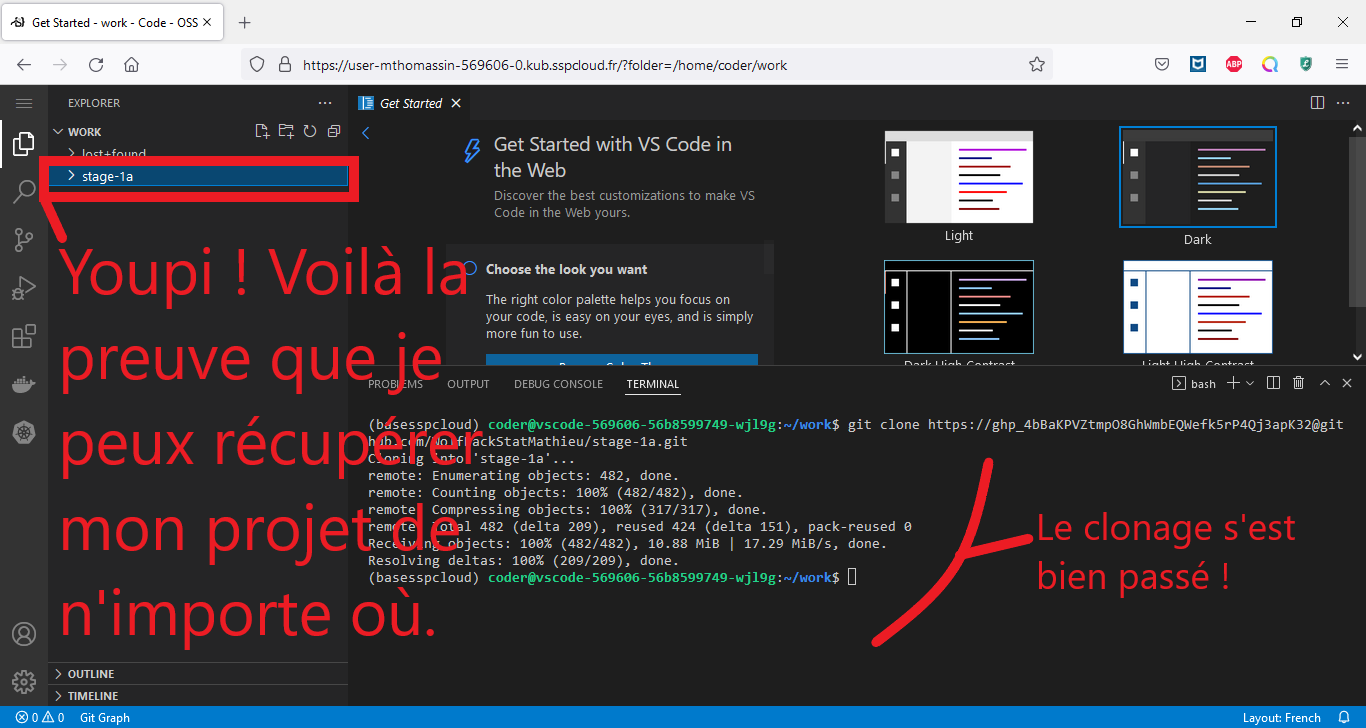 Get Started - work - Code - OSS
https://user-mthomassin-569606-0.kub.sspcloud.fr/?folder=/home/coder/work
ABP
EXPLORER
WORK
lost+found
stage-1a
OUTLINE
TIMELINE
Get Started
Get Started with VS Code in
the Web
Discover the best customizations to make VS
Code in the Web yours.
Choose the look you want
The right color palette helps you focus on
your code, is easy on your eyes, and is simply
more fun to use.
Light
Dark
Dark High Contrast
Light High Contrast
PROBLEMS OUTPUT DEBUG CONSOLE TERMINAL
bash
(basesspcloud) coder@vscode-569606-56b8599749-wjl9g:~/work$ git clone https://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@git
hub.com/WolfPackStatMathieu/stage-1a.git
Cloning into 'stage-1a'...
remote: Enumerating objects: 482, done.
remote: Counting objects: 100% (482/482), done.
remote: Compressing objects: 100% (317/317), done.
remote: Total 482 (delta 209), reused 424 (delta 151), pack-reused 0
Receiving objects: 100% (482/482), 10.88 MiB | 17.29 MiB/s, done.
Resolving deltas: 100% (209/209), done.
(basesspcloud) coder@vscode-569606-56b8599749-wjl9g:~/work$
Youpi ! Voilà la
preuve que je
peux récupérer
mon projet de
n'importe où.
Le clonage s'est
bien passé !
0 0 Git Graph
Layout: French